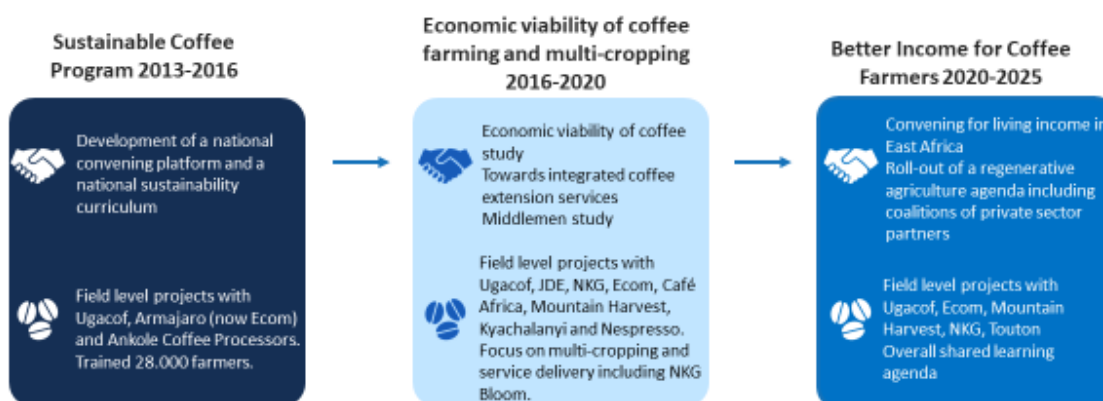 Sustainable Coffee
Program 2013-2016
Development of a national
convening platform and a
national sustainability
curriculum
Field level projects with
Ugacof, Armajaro (now Ecom)
and Ankole Coffee Processors.
Trained 28.000 farmers.
Economic viability of coffee
farming and multi-cropping
2016-2020
Economic viability of coffee
study
Towards integrated coffee
extension services
Middlemen study
Field level projects with
Ugacof, JDE, NKG, Ecom, Café
Africa, Mountain Harvest,
Kyachalanyi and Nespresso.
Focus on multi-cropping and
service delivery including NKG
Bloom.
Better Income for Coffee
Farmers 2020-2025
Convening for living income in
East Africa
Roll-out of a regenerative
agriculture agenda including
coalitions of private sector
partners
Field level projects with
Ugacof, Ecom, Mountain
Harvest, NKG, Touton
Overall shared learning
agenda